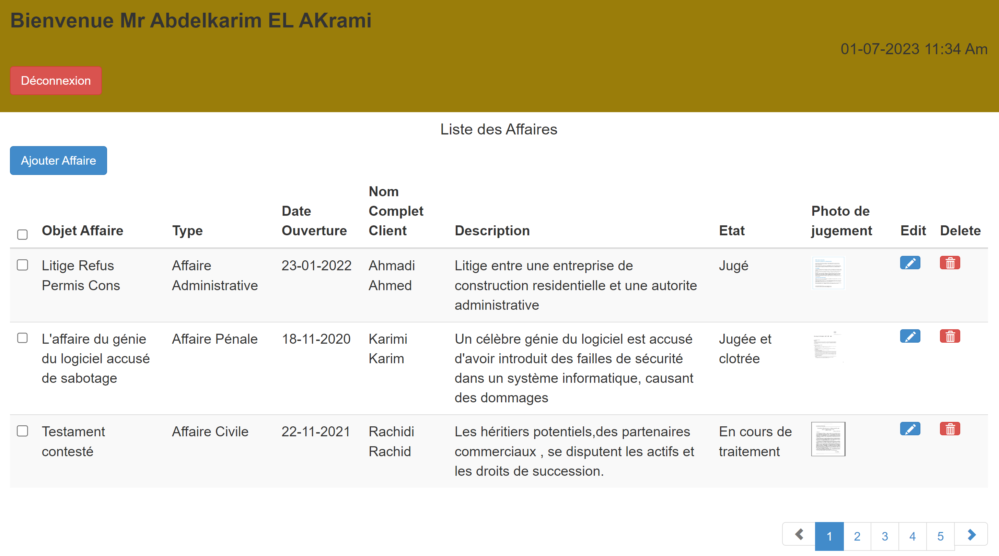 Bienvenue Mr Abdelkarim EL AKrami
01-07-2023 11:34 Am
Déconnexion
Liste des Affaires
Ajouter Affaire
Objet Affaire
Type
Date
Ouverture
Nom
Complet
Client
Description
Etat
Photo de
jugement
Edit
Delete
Litige Refus
Permis Cons
Affaire
Administrative
23-01-2022
Ahmadi
Ahmed
Litige entre une entreprise de
construction residentielle et une autorite
administrative
Jugé
L'affaire du génie
du logiciel accusé
de sabotage
Affaire Pénale
18-11-2020
Karimi
Karim
Un célèbre génie du logiciel est accusé
d'avoir introduit des failles de sécurité
dans un système informatique, causant
des dommages
Jugée et
clotrée
Testament
contesté
Affaire Civile
22-11-2021
Rachidi
Rachid
Les héritiers potentiels,des partenaires
commerciaux , se disputent les actifs et
les droits de succession.
En cours de
traitement
1
2
3
4
5